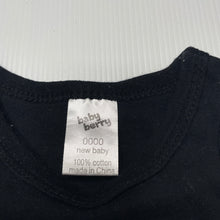 baby
berry
0000
new baby
100% cotton
made in China